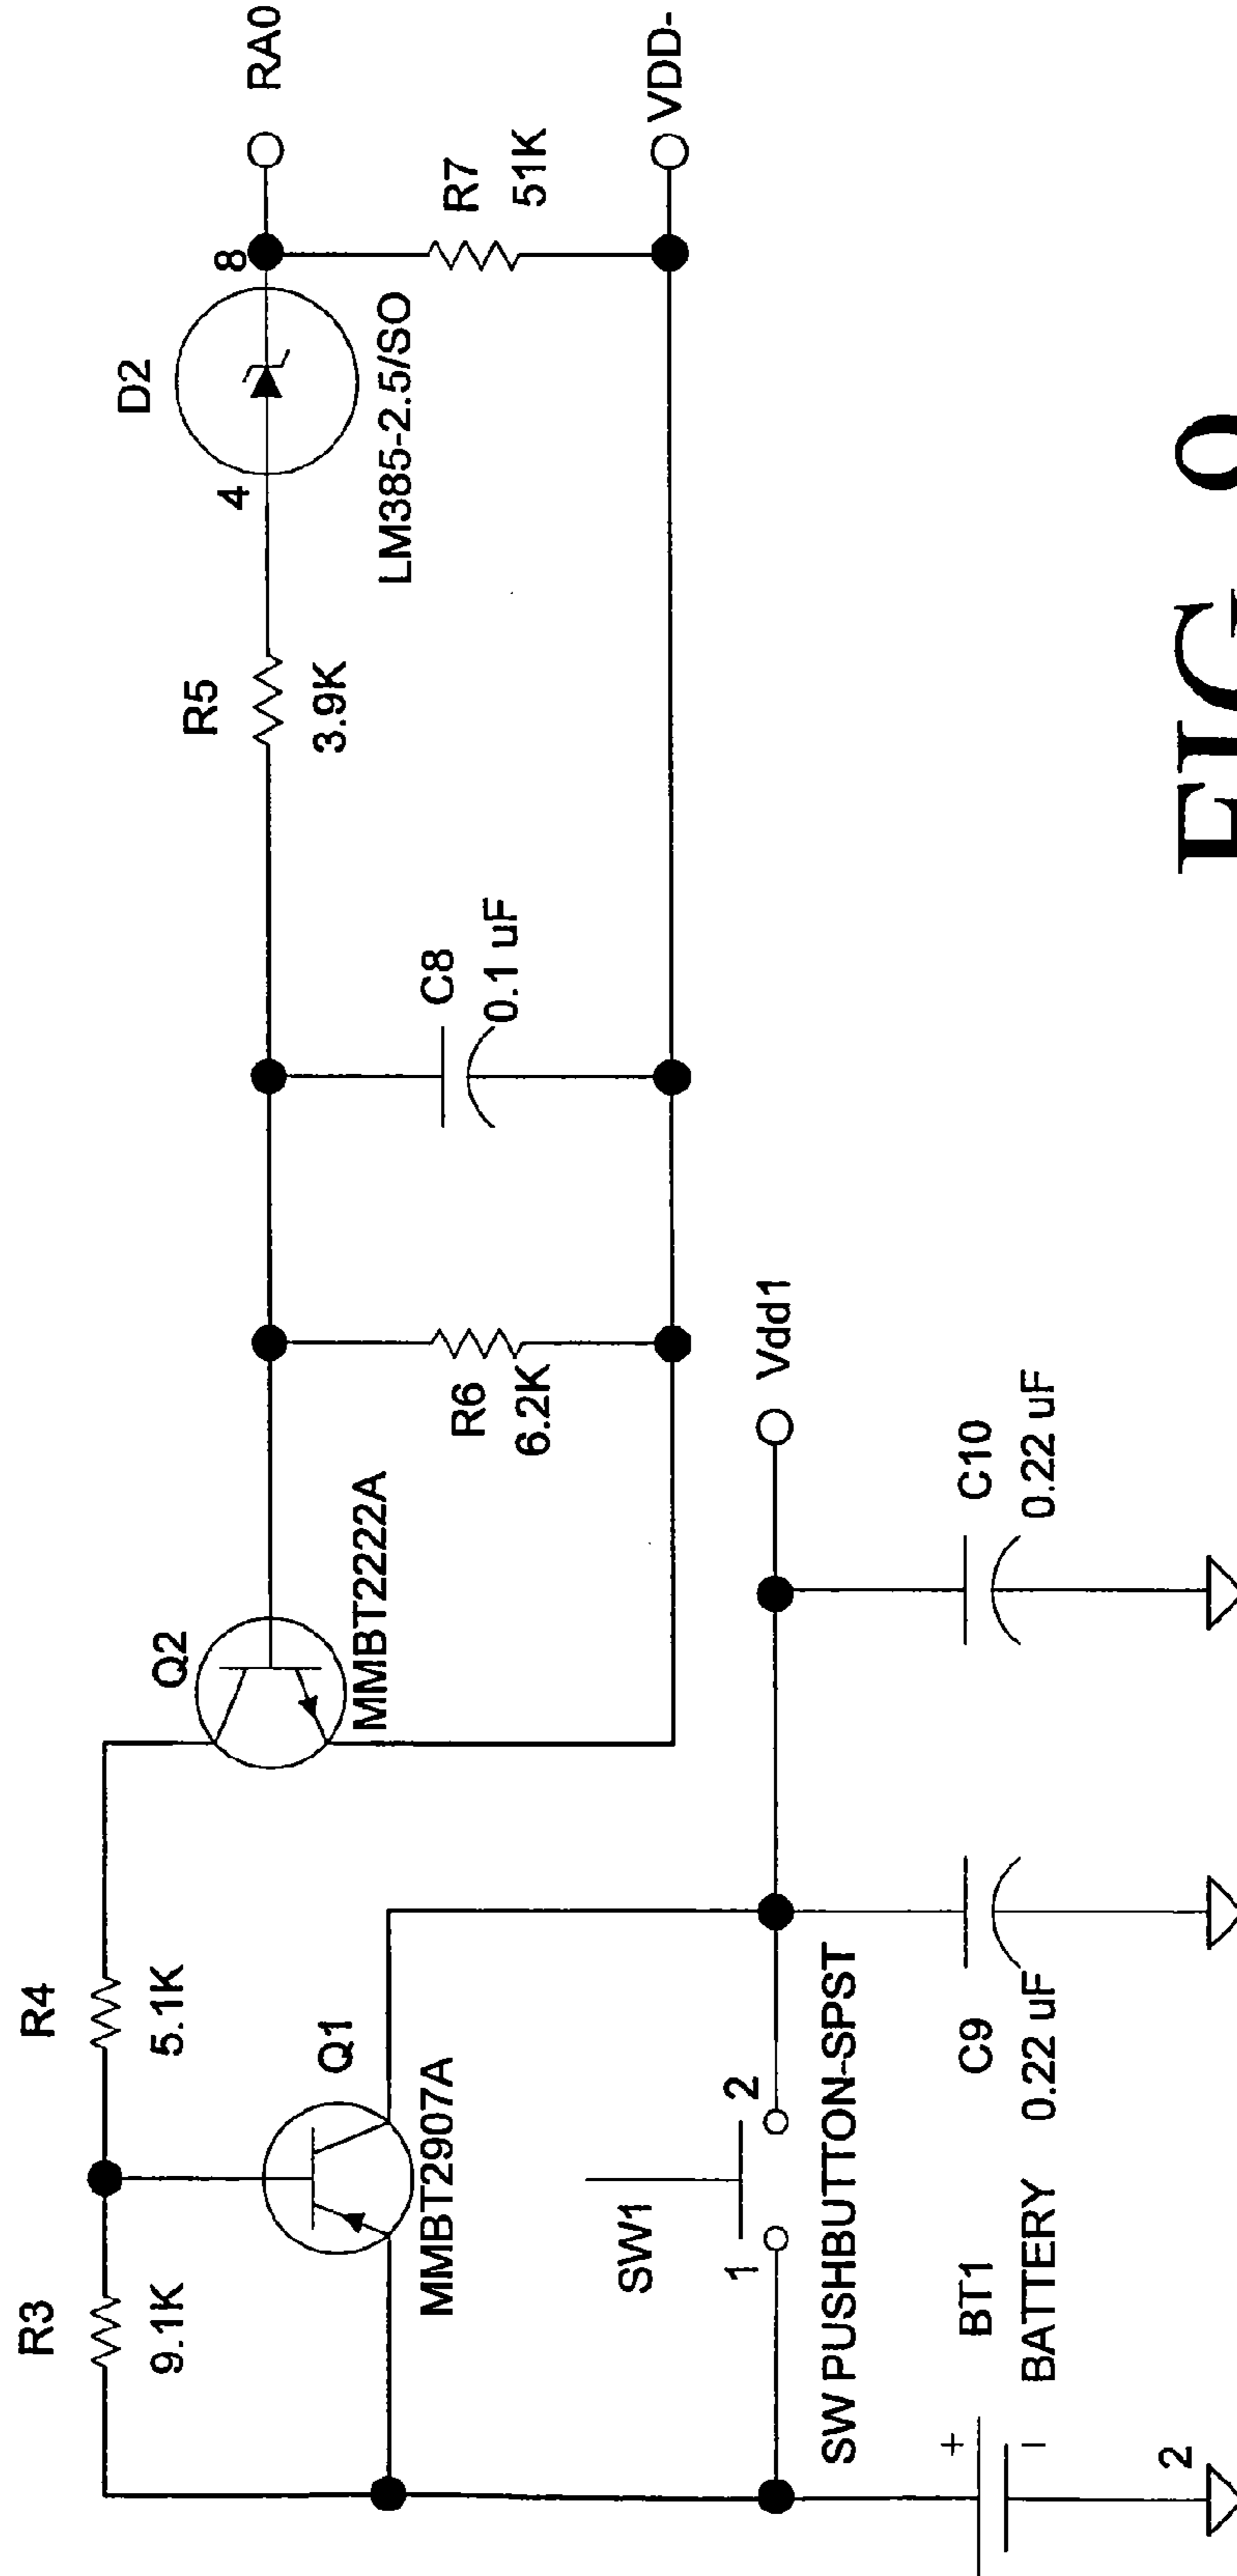 R3
9.1K
R4
5.1K
Q1
MMBT2907A
Q2
MMBT2222A
R6
6.2K
C8
0.1 uF
R5
3.9K
D2
4
8
LM385-2.5/SO
R7
51K
RA0
VDD-
SW1
1
2
SW PUSHBUTTON-SPST
Vdd1
BT1
BATTERY
+
–
2
C9
0.22 uF
C10
0.22 uF
FIG